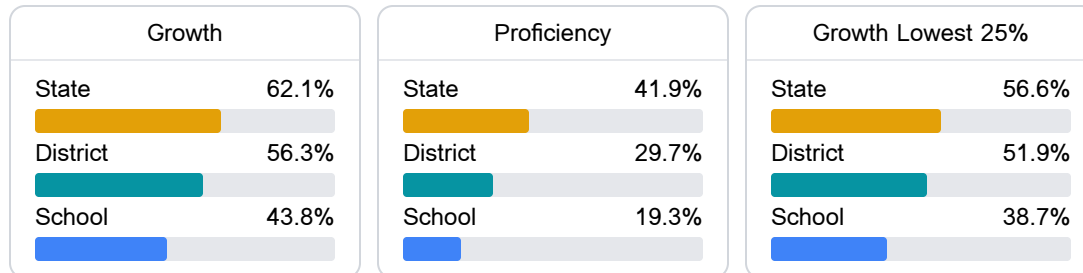 Growth
State 62.1%
District 56.3%
School 43.8%
Proficiency
State 41.9%
District 29.7%
School 19.3%
Growth Lowest 25%
State 56.6%
District 51.9%
School 38.7%